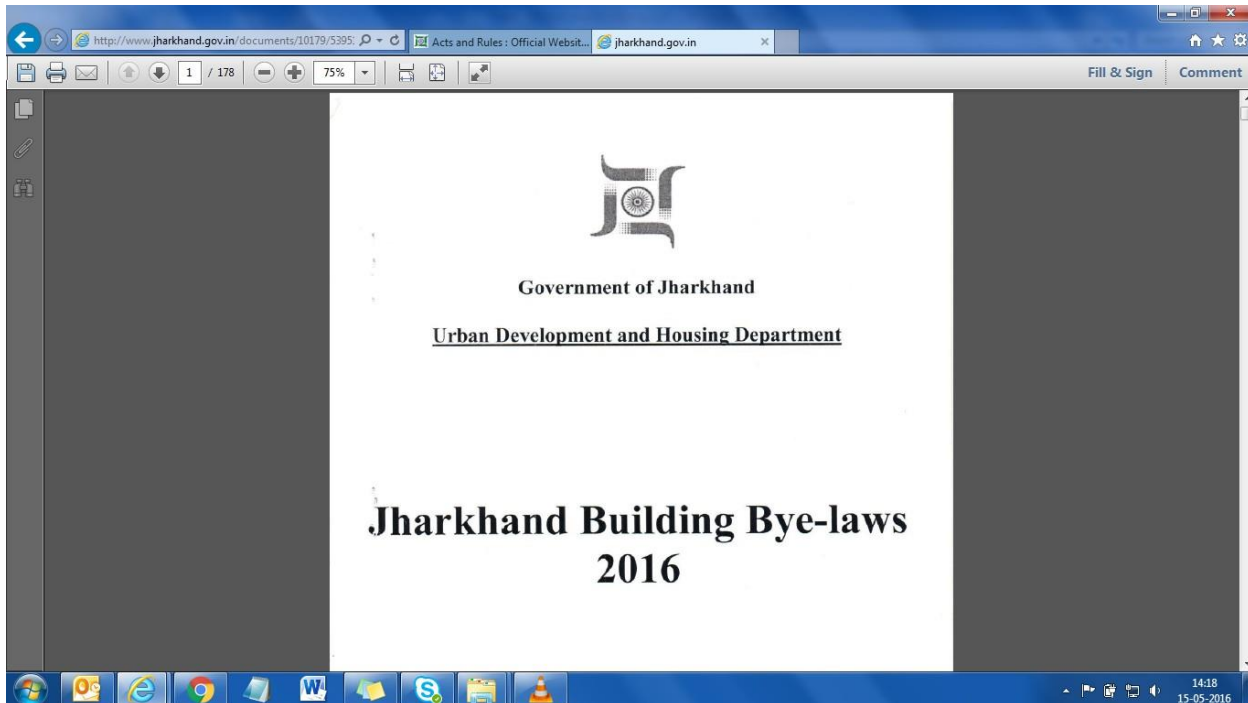 http://www.jharkhand.gov.in/documents/10179/5395
Acts and Rules : Official Websit...
jharkhand.gov.in
1 / 178
75%
Fill & Sign
Comment
Government of Jharkhand
Urban Development and Housing Department
Jharkhand Building Bye-laws
2016
14:18
15-05-2016